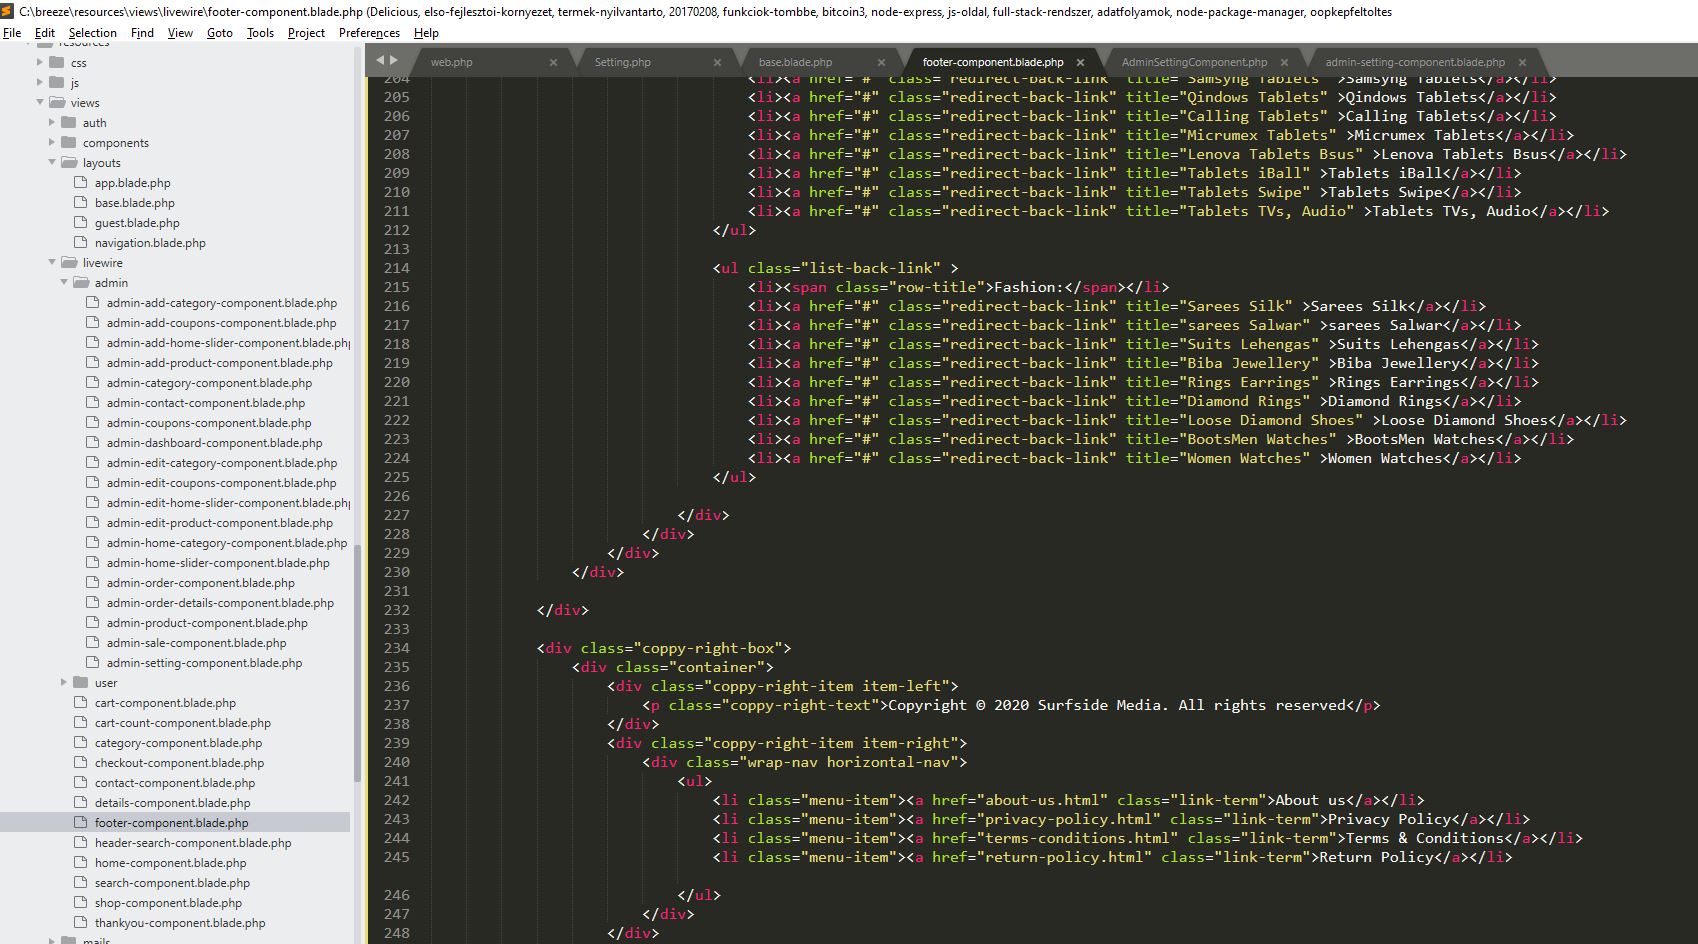 C:\breeze\resources\views\livewire\footer-component.blade.php (Delicious, elso-fejlesztoi-kornyezet, termek-nyilvantarto, 20170208, funkciok-tombbe, bitcoin3, node-express, js-oldal, full-stack-rendszer, adatfolyamok, node-package-manager, oopkepfeltoltes
File Edit Selection Find View Goto Tools Project Preferences Help
resources
css
js
views
auth
components
layouts
app.blade.php
base.blade.php
guest.blade.php
navigation.blade.php
livewire
admin
admin-add-category-component.blade.php
admin-add-coupons-component.blade.php
admin-add-home-slider-component.blade.php
admin-add-product-component.blade.php
admin-category-component.blade.php
admin-contact-component.blade.php
admin-coupons-component.blade.php
admin-dashboard-component.blade.php
admin-edit-category-component.blade.php
admin-edit-coupons-component.blade.php
admin-edit-home-slider-component.blade.php
admin-edit-product-component.blade.php
admin-home-category-component.blade.php
admin-home-slider-component.blade.php
admin-order-component.blade.php
admin-order-details-component.blade.php
admin-product-component.blade.php
admin-sale-component.blade.php
admin-setting-component.blade.php
user
cart-component.blade.php
cart-count-component.blade.php
category-component.blade.php
checkout-component.blade.php
contact-component.blade.php
details-component.blade.php
footer-component.blade.php
header-search-component.blade.php
home-component.blade.php
search-component.blade.php
shop-component.blade.php
thankyou-component.blade.php
mails
web.php Setting.php base.blade.php footer-component.blade.php AdminSettingComponent.php admin-setting-component.blade.php
204 <li><a href="#" class="redirect-back-link" title="Samsyng Tablets" >Samsyng Tablets</a></li>
205 <li><a href="#" class="redirect-back-link" title="Qindows Tablets" >Qindows Tablets</a></li>
206 <li><a href="#" class="redirect-back-link" title="Calling Tablets" >Calling Tablets</a></li>
207 <li><a href="#" class="redirect-back-link" title="Micrumex Tablets" >Micrumex Tablets</a></li>
208 <li><a href="#" class="redirect-back-link" title="Lenova Tablets Bsus" >Lenova Tablets Bsus</a></li>
209 <li><a href="#" class="redirect-back-link" title="Tablets iBall" >Tablets iBall</a></li>
210 <li><a href="#" class="redirect-back-link" title="Tablets Swipe" >Tablets Swipe</a></li>
211 <li><a href="#" class="redirect-back-link" title="Tablets TVs, Audio" >Tablets TVs, Audio</a></li>
212 </ul>
213
214 <ul class="list-back-link" >
215 <li><span class="row-title">Fashion:</span></li>
216 <li><a href="#" class="redirect-back-link" title="Sarees Silk" >Sarees Silk</a></li>
217 <li><a href="#" class="redirect-back-link" title="sarees Salwar" >sarees Salwar</a></li>
218 <li><a href="#" class="redirect-back-link" title="Suits Lehengas" >Suits Lehengas</a></li>
219 <li><a href="#" class="redirect-back-link" title="Biba Jewellery" >Biba Jewellery</a></li>
220 <li><a href="#" class="redirect-back-link" title="Rings Earrings" >Rings Earrings</a></li>
221 <li><a href="#" class="redirect-back-link" title="Diamond Rings" >Diamond Rings</a></li>
222 <li><a href="#" class="redirect-back-link" title="Loose Diamond Shoes" >Loose Diamond Shoes</a></li>
223 <li><a href="#" class="redirect-back-link" title="BootsMen Watches" >BootsMen Watches</a></li>
224 <li><a href="#" class="redirect-back-link" title="Women Watches" >Women Watches</a></li>
225 </ul>
226
227 </div>
228 </div>
229 </div>
230 </div>
231
232 </div>
233
234 <div class="coppy-right-box">
235 <div class="container">
236 <div class="coppy-right-item item-left">
237 <p class="coppy-right-text">Copyright © 2020 Surfside Media. All rights reserved</p>
238 </div>
239 <div class="coppy-right-item item-right">
240 <div class="wrap-nav horizontal-nav">
241 <ul>
242 <li class="menu-item"><a href="about-us.html" class="link-term">About us</a></li>
243 <li class="menu-item"><a href="privacy-policy.html" class="link-term">Privacy Policy</a></li>
244 <li class="menu-item"><a href="terms-conditions.html" class="link-term">Terms & Conditions</a></li>
245 <li class="menu-item"><a href="return-policy.html" class="link-term">Return Policy</a></li>
246 </ul>
247 </div>
248 </div>